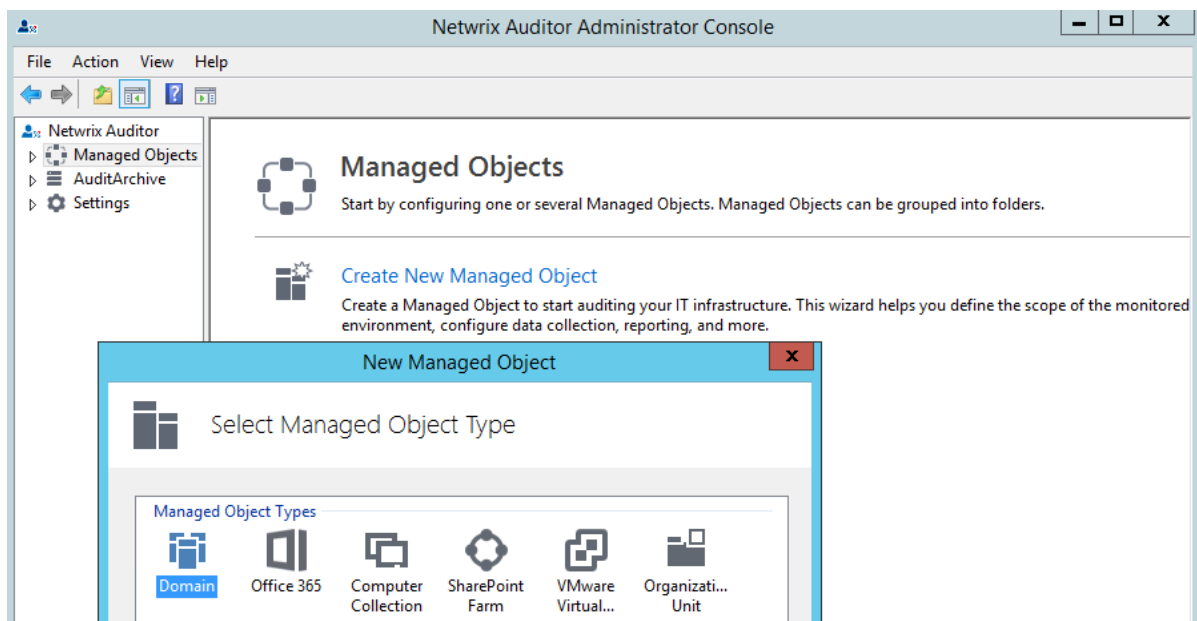 Netwrix Auditor Administrator Console
File Action View Help
Netwrix Auditor
Managed Objects
AuditArchive
Settings
Managed Objects
Start by configuring one or several Managed Objects. Managed Objects can be grouped into folders.
Create New Managed Object
Create a Managed Object to start auditing your IT infrastructure. This wizard helps you define the scope of the monitored
environment, configure data collection, reporting, and more.
New Managed Object
Select Managed Object Type
Managed Object Types
Domain
Office 365
Computer
Collection
SharePoint
Farm
VMware
Virtual...
Organizati...
Unit